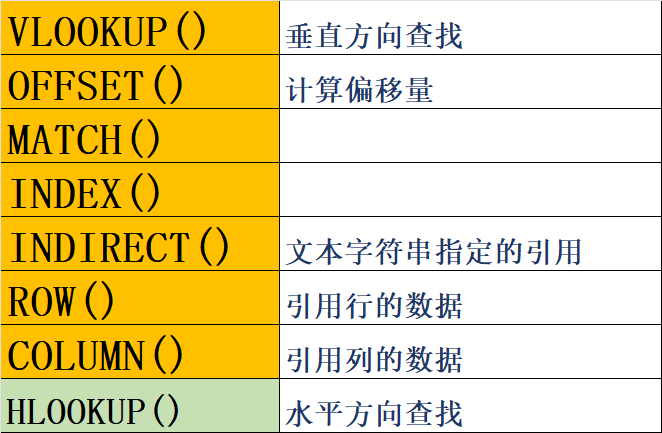 VLOOKUP() 垂直方向查找
OFFSET() 计算偏移量
MATCH()
INDEX()
INDIRECT() 文本字符串指定的引用
ROW() 引用行的数据
COLUMN() 引用列的数据
HLOOKUP() 水平方向查找